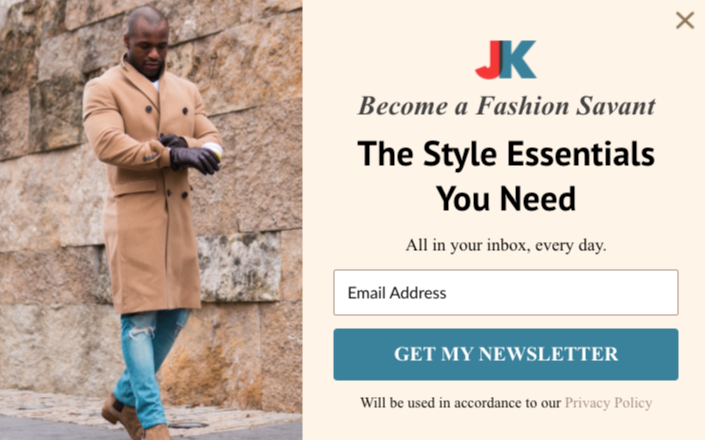 JK
Become a Fashion Savant
The Style Essentials
You Need
All in your inbox, every day.
Email Address
GET MY NEWSLETTER
Will be used in accordance to our Privacy Policy